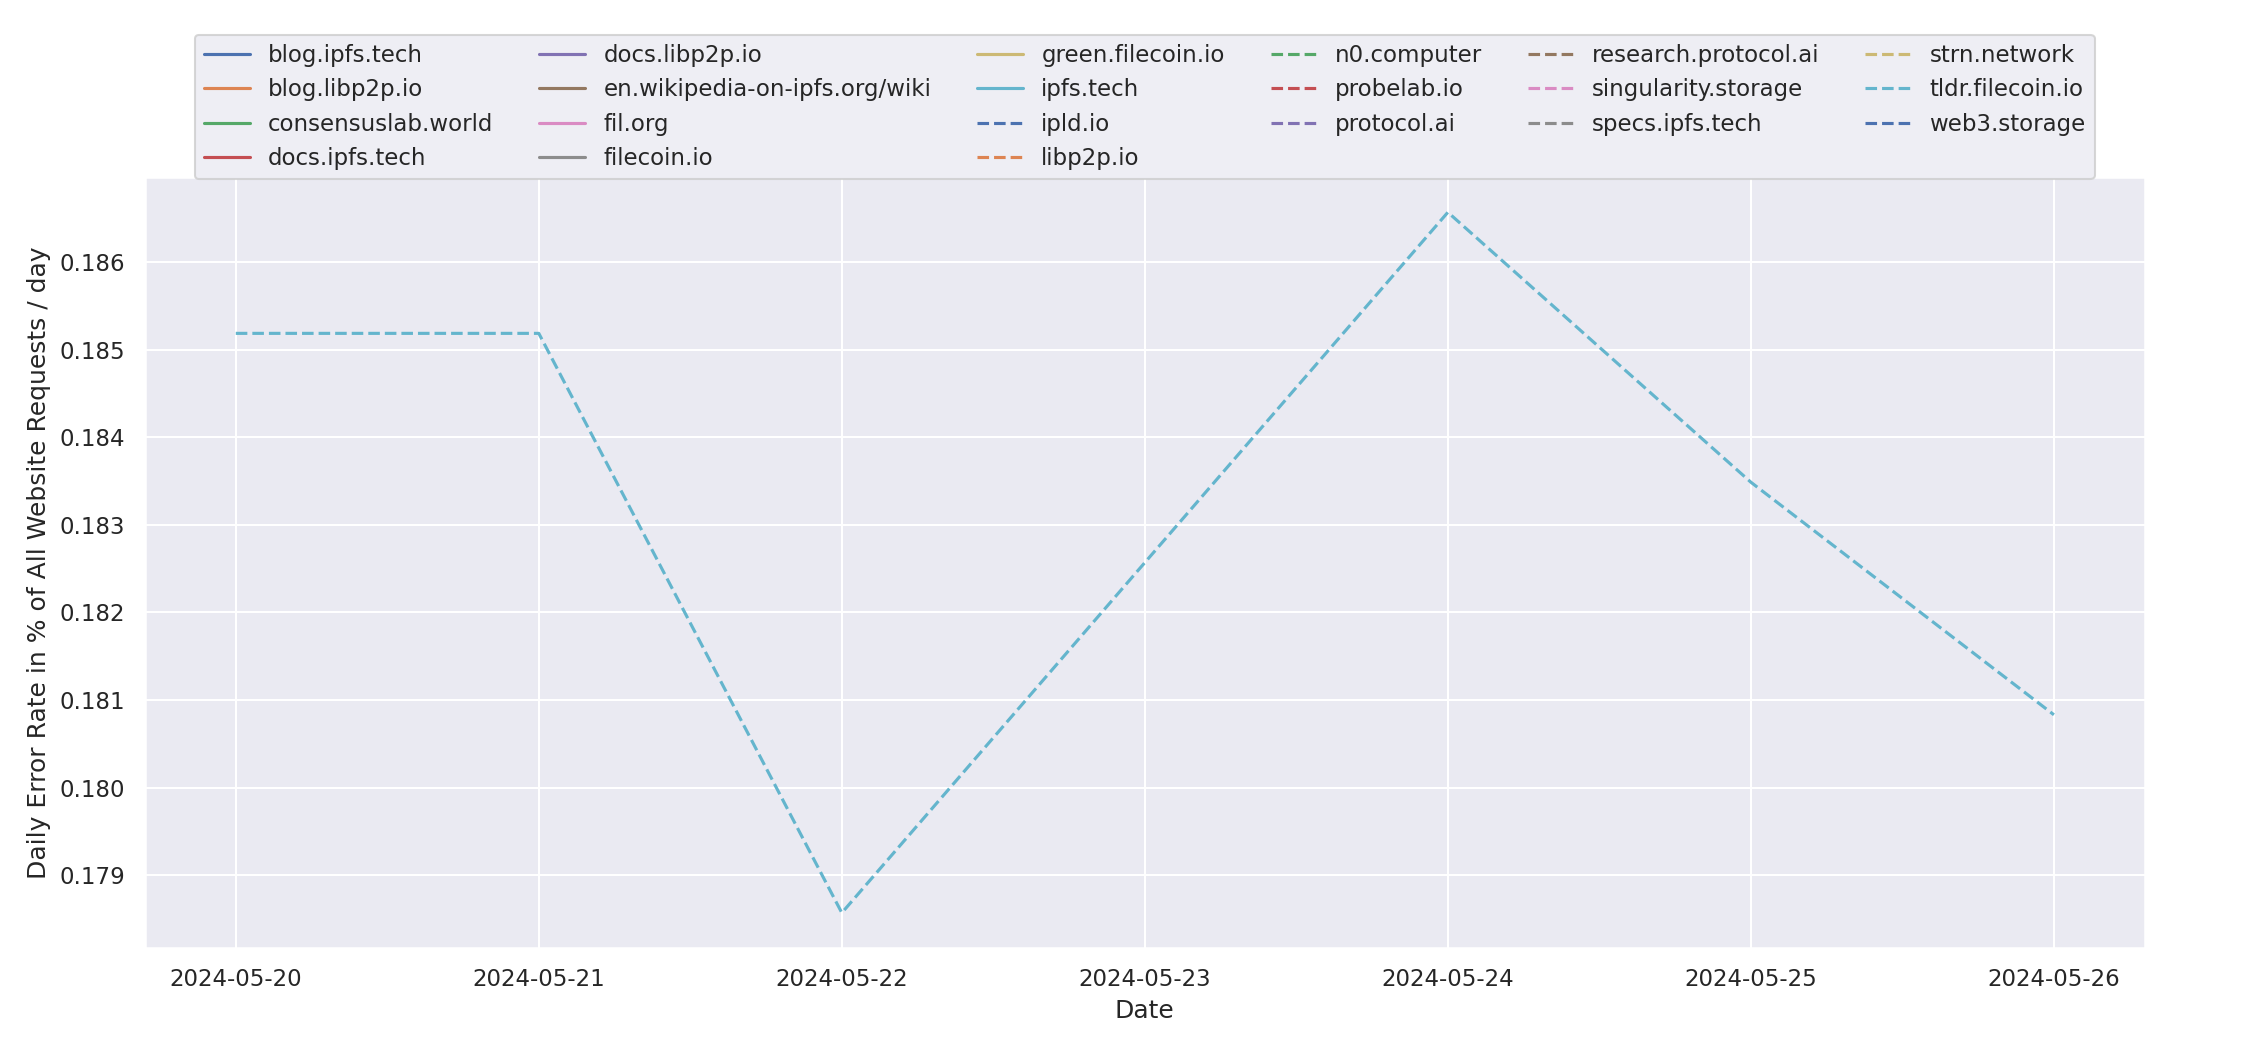 blog.ipfs.tech
blog.libp2p.io
consensuslab.world
docs.ipfs.tech
docs.libp2p.io
en.wikipedia-on-ipfs.org/wiki
fil.org
filecoin.io
green.filecoin.io
ipfs.tech
ipld.io
libp2p.io
n0.computer
probelab.io
protocol.ai
research.protocol.ai
singularity.storage
specs.ipfs.tech
strn.network
tldr.filecoin.io
web3.storage
Daily Error Rate in % of All Website Requests / day
0.186
0.185
0.184
0.183
0.182
0.181
0.180
0.179
2024-05-20
2024-05-21
2024-05-22
2024-05-23
2024-05-24
2024-05-25
2024-05-26
Date